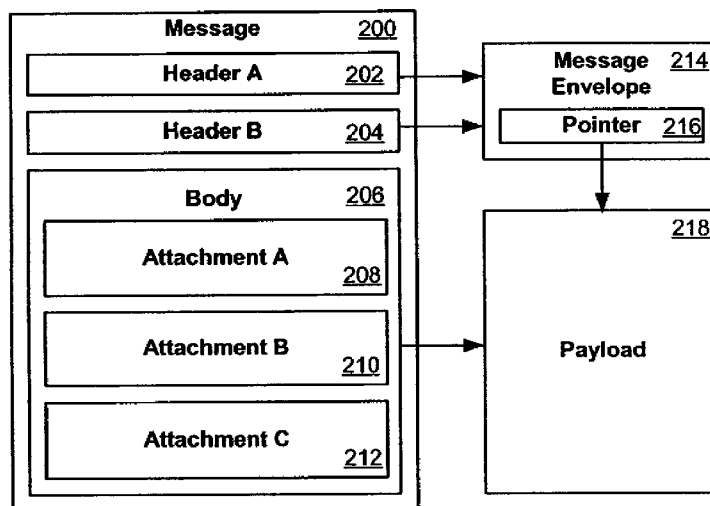 Message 200
Header A 202
Header B 204
Body 206
Attachment A
208
Attachment B
210
Attachment C
212
Message 214
Envelope
Pointer 216
218
Payload